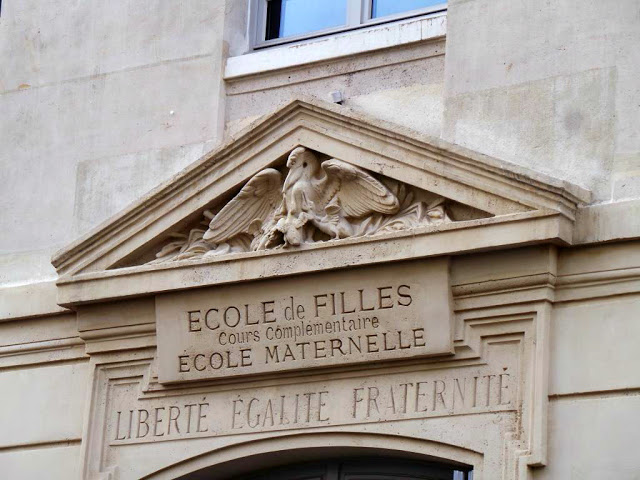 ECOLE de FILLES
Cours Complémentaire
ÉCOLE MATERNELLE
LIBERTÉ ÉGALITÉ FRATERNITÉ